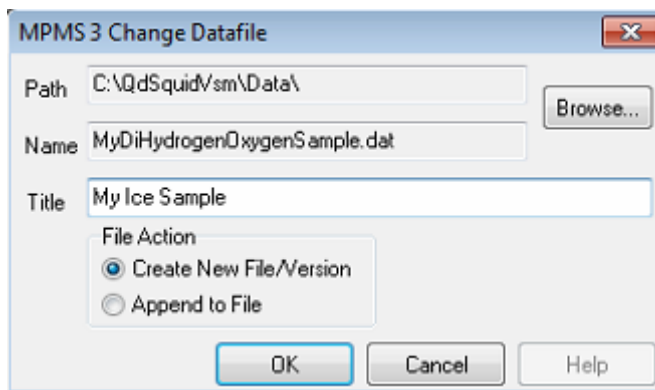 MPMS 3 Change Datafile
Path C:\QdSquidVsm\Data\
Browse...
Name MyDiHydrogenOxygenSample.dat
Title My Ice Sample
File Action
Create New File/Version
Append to File
OK Cancel Help